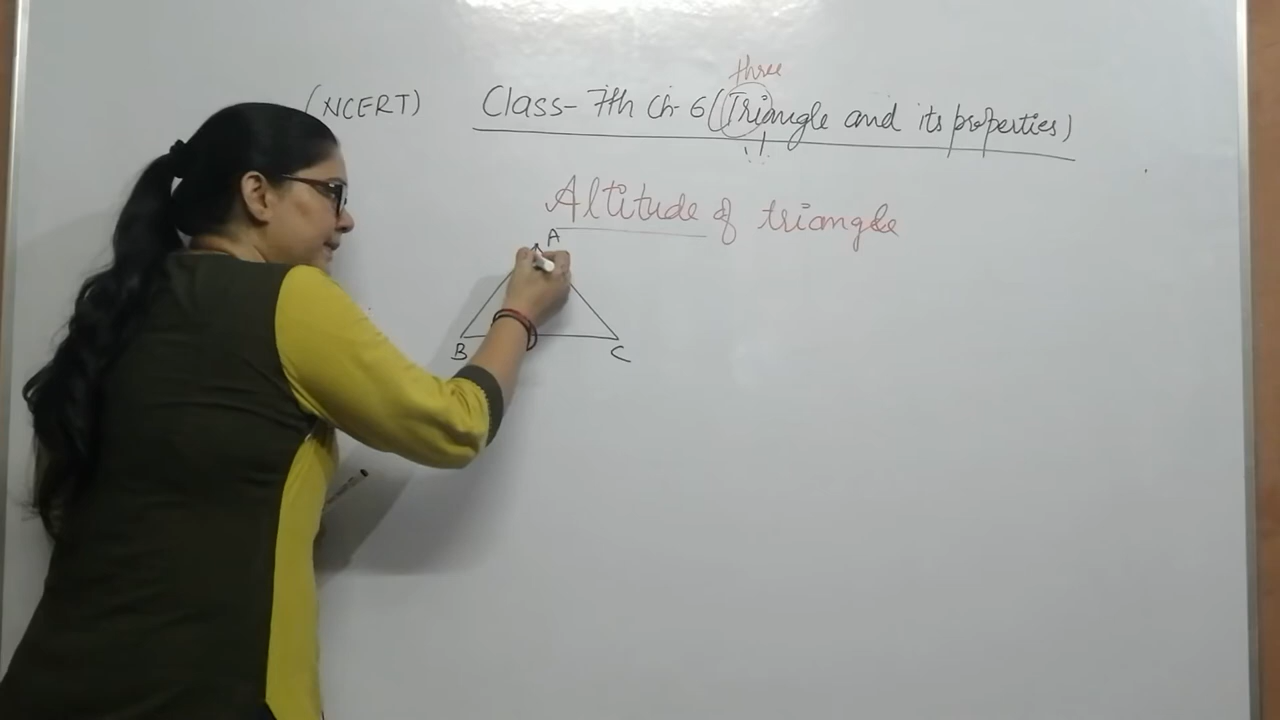 three
(NCERT) Class-7th Ch-6(Triangle and its properties)
Altitude of triangle
A
B C